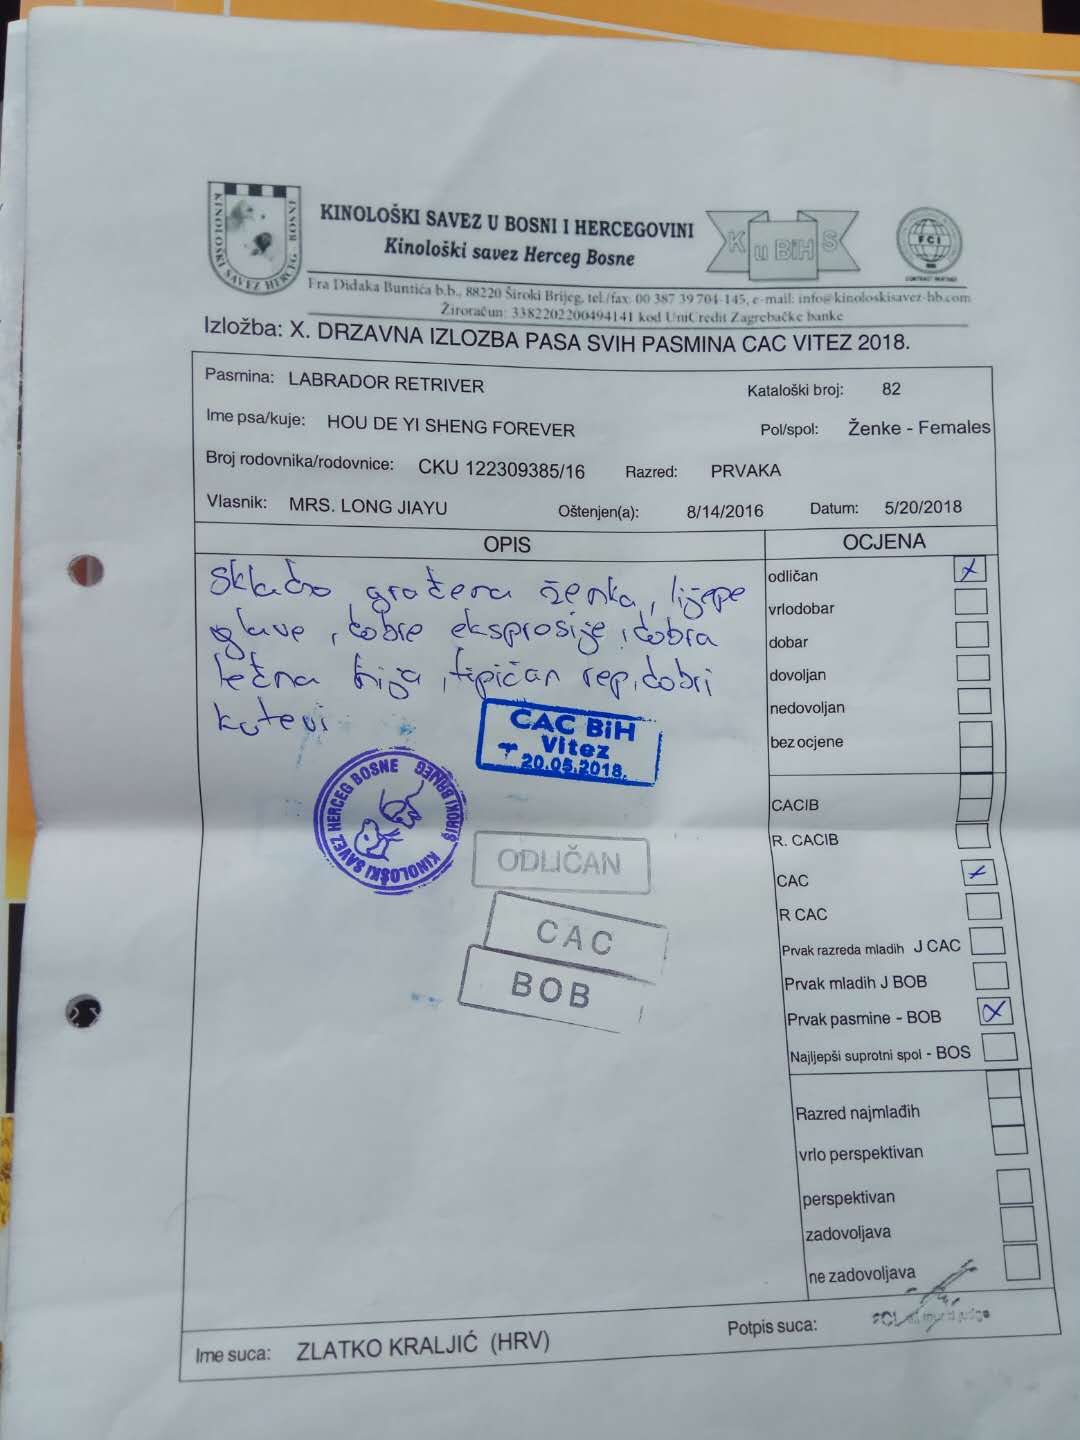 KINOLOŠKI SAVEZ HERCEG - BOSNE
KINOLOŠKI SAVEZ U BOSNI I HERCEGOVINI
Kinološki savez Herceg Bosne
K u BiH S
FCI
Fra Didaka Buntića b.b., 88220 Široki Brijeg, tel./fax: 00 387 39 704-145, e-mail: info@kinoloskisavez-hb.com
Žiroračun: 3382202200494141 kod UniCredit Zagrebačke banke
Izložba: X. DRZAVNA IZLOZBA PASA SVIH PASMINA CAC VITEZ 2018.
Pasmina: LABRADOR RETRIVER Kataloški broj: 82
Ime psa/kuje: HOU DE YI SHENG FOREVER Pol/spol: Ženke - Females
Broj rodovnika/rodovnice: CKU 122309385/16 Razred: PRVAKA
Vlasnik: MRS. LONG JIAYU Oštenjen(a): 8/14/2016 Datum: 5/20/2018
OPIS OCJENA
skladno građena ženka, lijepe
glave, dobre ekspresije, dobra
leđna linija, tipičan rep, dobri
kutevi
CAC BiH
Vitez
20.05.2018.
KINOLOŠKI SAVEZ HERCEG BOSNE ŠIROKI BRIJEG
ODLIČAN
CAC
BOB
odličan x
vrlodobar
dobar
dovoljan
nedovoljan
bez ocjene
CACIB
R. CACIB
CAC x
R CAC
Prvak razreda mladih J CAC
Prvak mladih J BOB
Prvak pasmine - BOB x
Najljepši suprotni spol - BOS
Razred najmlađih
vrlo perspektivan
perspektivan
zadovoljava
ne zadovoljava
Ime suca: ZLATKO KRALJIĆ (HRV) Potpis suca: